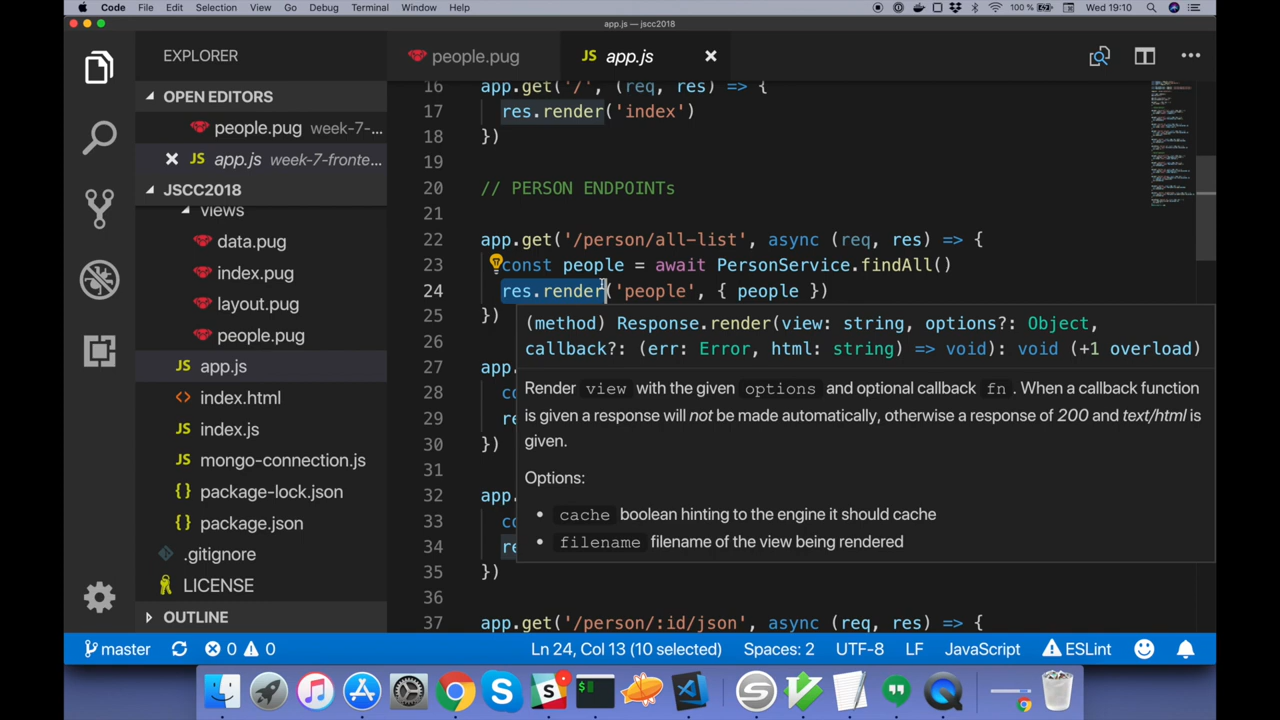 Code File Edit Selection View Go Debug Terminal Window Help 100 % Wed 19:10
app.js — jscc2018
EXPLORER
OPEN EDITORS
people.pug week-7-...
app.js week-7-fronte...
JSCC2018
views
data.pug
index.pug
layout.pug
people.pug
JS app.js
<> index.html
JS index.js
JS mongo-connection.js
{} package-lock.json
{} package.json
.gitignore
LICENSE
OUTLINE
people.pug JS app.js
16 app.get('/', (req, res) => {
17 res.render('index')
18 })
19
20 // PERSON ENDPOINTs
21
22 app.get('/person/all-list', async (req, res) => {
23 const people = await PersonService.findAll()
24 res.render('people', { people })
25 })
26
27 app.
28 co
29 re
30 })
31
32 app.
33 co
34 re
35 })
36
37 app.get('/person/:id/json', async (req, res) => {
(method) Response.render(view: string, options?: Object,
callback?: (err: Error, html: string) => void): void (+1 overload)
Render view with the given options and optional callback fn. When a callback function
is given a response will not be made automatically, otherwise a response of 200 and text/html is
given.
Options:
• cache boolean hinting to the engine it should cache
• filename filename of the view being rendered
master 0 0 Ln 24, Col 13 (10 selected) Spaces: 2 UTF-8 LF JavaScript ESLint